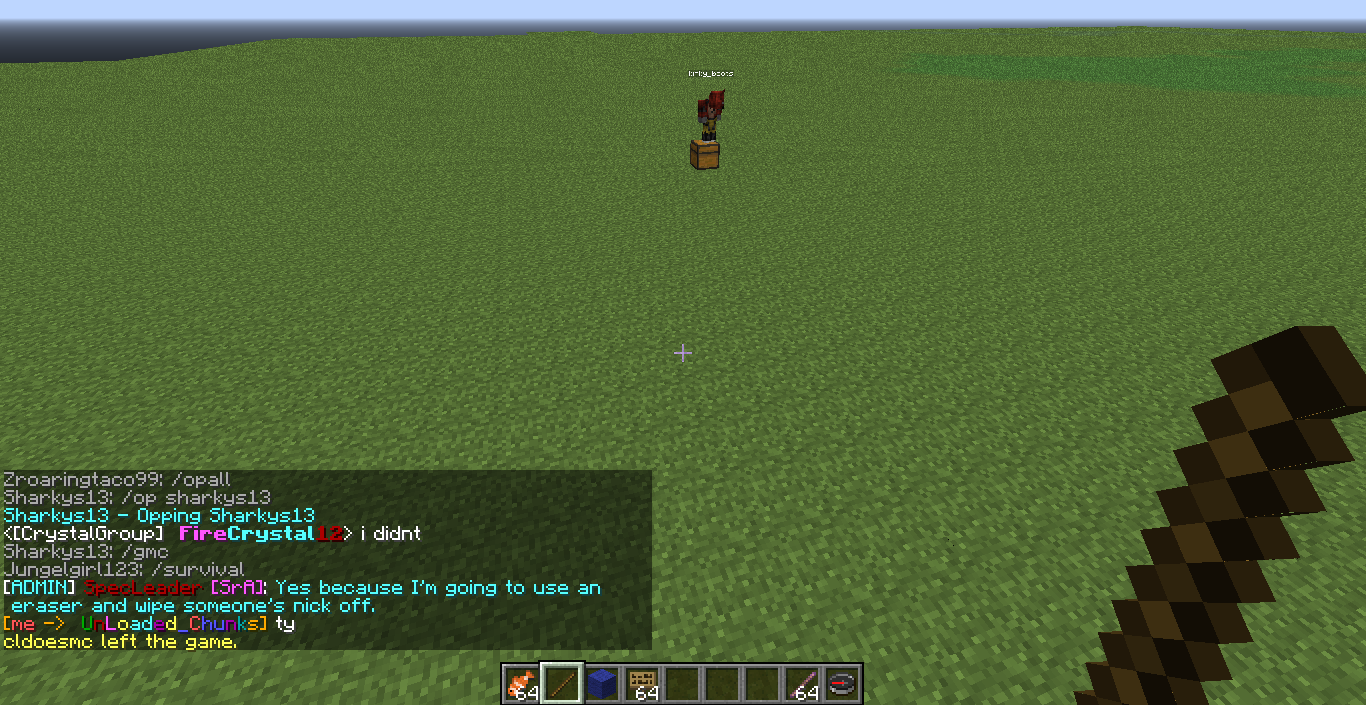 kinky_boots
Zroaringtaco99: /opall
Sharkys13: /op sharkys13
Sharkys13 - Opping Sharkys13
<[CrystalGroup] FireCrystal12> i didnt
Sharkys13: /gmc
Jungelgirl123: /survival
[ADMIN] SpecLeader [SrA]: Yes because I'm going to use an
eraser and wipe someone's nick off.
[me -> UnLoaded_Chunks] ty
cldoesmc left the game.
64 64 64